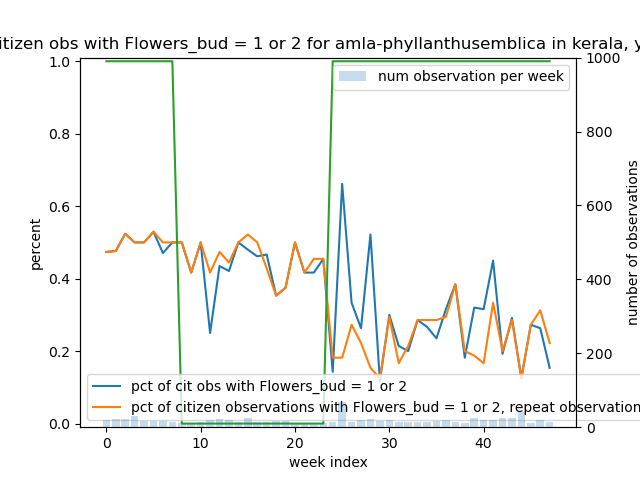 citizen obs with Flowers_bud = 1 or 2 for amla-phyllanthusemblica in kerala, y
num observation per week
1.0
0.8
0.6
0.4
0.2
0.0
percent
1000
800
600
400
200
0
number of observations
pct of cit obs with Flowers_bud = 1 or 2
pct of citizen observations with Flowers_bud = 1 or 2, repeat observation
0 10 20 30 40
week index